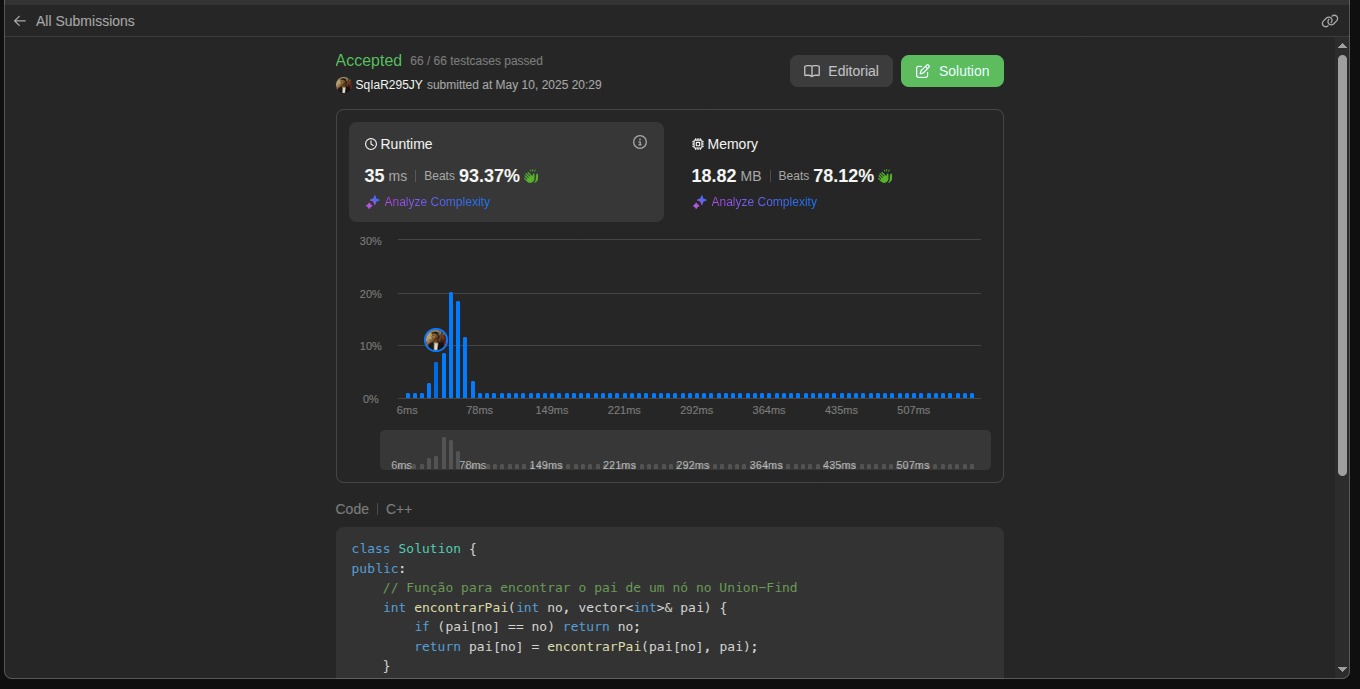 All Submissions
Accepted 66 / 66 testcases passed
Editorial
Solution
SqlaR295JY submitted at May 10, 2025 20:29
Runtime
Memory
35 ms | Beats 93.37%
18.82 MB | Beats 78.12%
Analyze Complexity
Analyze Complexity
30%
20%
10%
0%
6ms 78ms 149ms 221ms 292ms 364ms 435ms 507ms
6ms 78ms 149ms 221ms 292ms 364ms 435ms 507ms
Code | C++
class Solution {
public:
// Função para encontrar o pai de um nó no Union-Find
int encontrarPai(int no, vector<int>& pai) {
if (pai[no] == no) return no;
return pai[no] = encontrarPai(pai[no], pai);
}